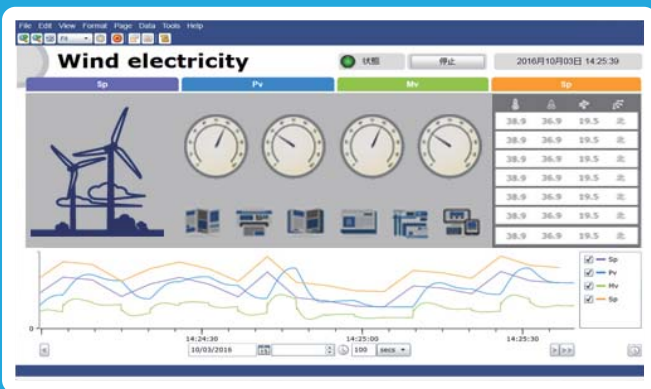 File Edit View Format Page Data Tools Help
Fit
Wind electricity
状態
停止
2016月10月03日 14:25:39
Sp
Pv
Mv
Sp
38.9 36.9 19.5 北
38.9 36.9 19.5 北
38.9 36.9 19.5 北
38.9 36.9 19.5 北
38.9 36.9 19.5 北
38.9 36.9 19.5 北
38.9 36.9 19.5 北
Sp
Pv
Mv
Sp
0
14:24:30 14:25:00 14:25:30
< 10/03/2016 100 secs > >>